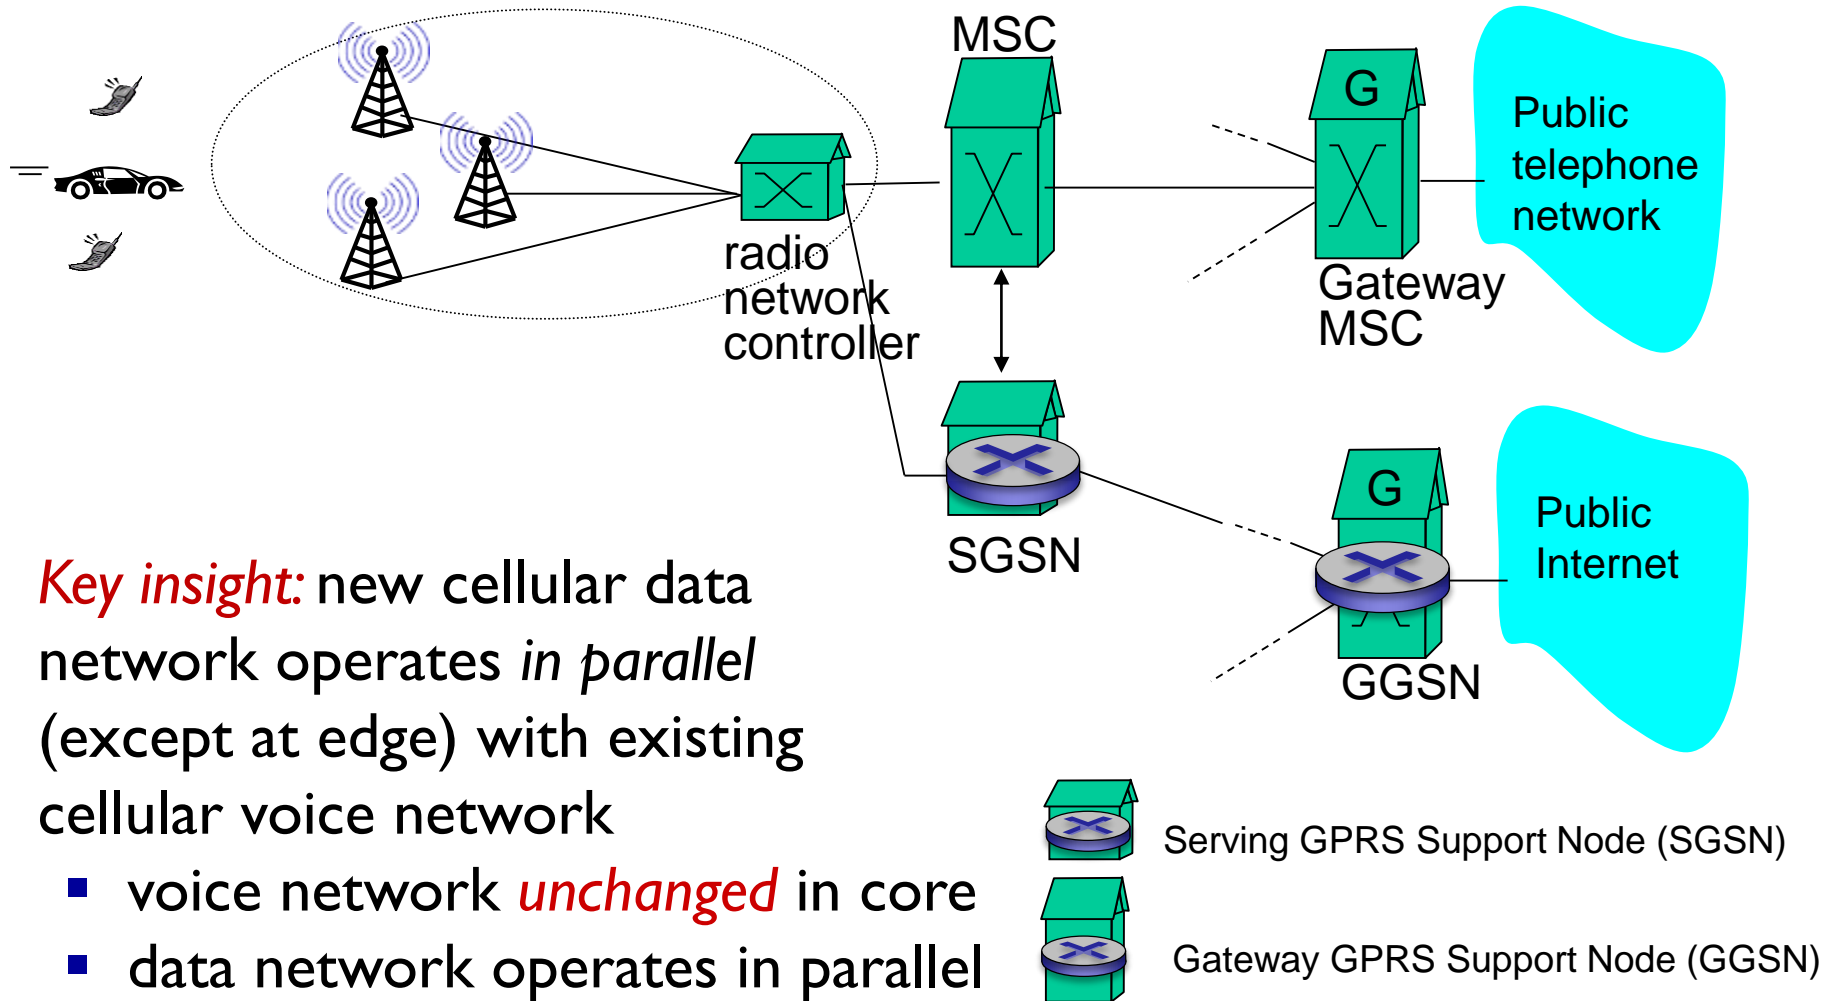 MSC
G
Public
telephone
network
radio
network
controller
Gateway
MSC
G
Public
Internet
SGSN
GGSN
Key insight: new cellular data
network operates in parallel
(except at edge) with existing
cellular voice network
voice network unchanged in core
data network operates in parallel
Serving GPRS Support Node (SGSN)
Gateway GPRS Support Node (GGSN)